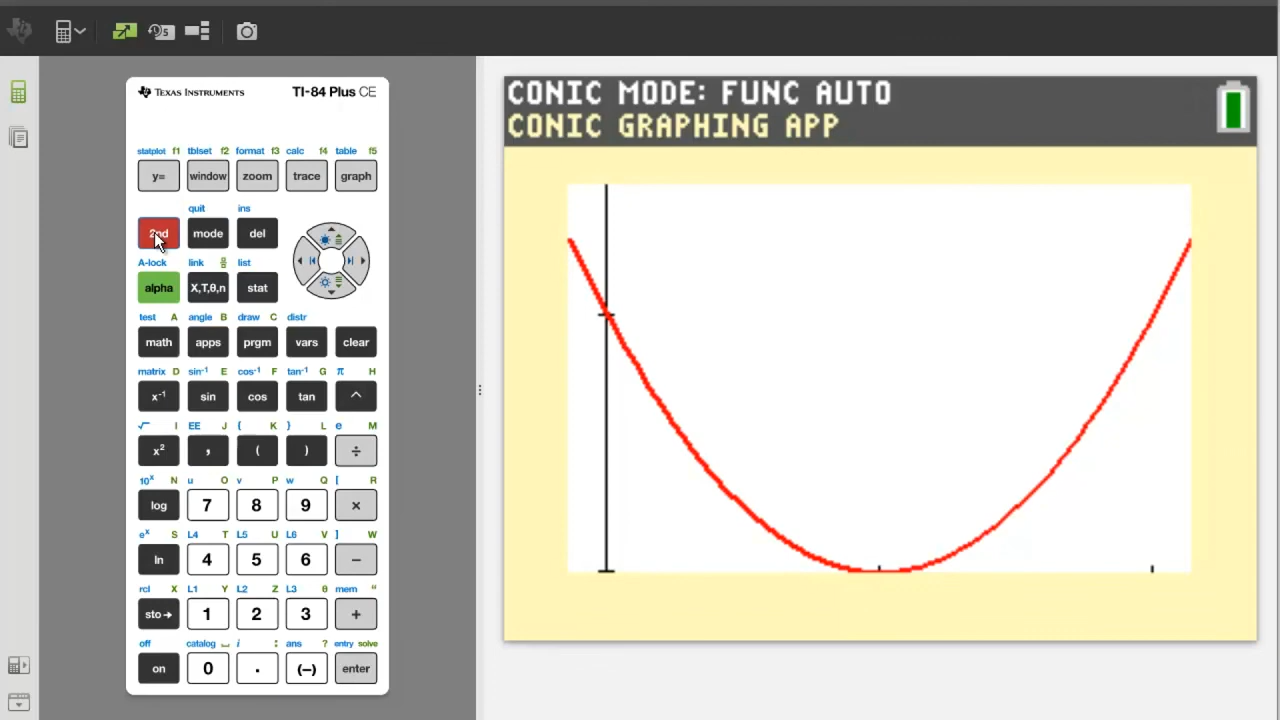 5
TEXAS INSTRUMENTS TI-84 Plus CE
statplot f1 tblset f2 format f3 calc f4 table f5
y= window zoom trace graph
quit ins
2nd mode del
A-lock link list
alpha X,T,θ,n stat
test A angle B draw C distr
math apps prgm vars clear
matrix D sin⁻¹ E cos⁻¹ F tan⁻¹ G π H
x⁻¹ sin cos tan ^
√ I EE J { K } L e M
x² , ( ) ÷
10ˣ N u O v P w Q [ R
log 7 8 9 ×
eˣ S L4 T L5 U L6 V ] W
ln 4 5 6 −
rcl X L1 Y L2 Z L3 θ mem "
sto→ 1 2 3 +
off catalog i : ans ? entry solve
on 0 . (−) enter
CONIC MODE: FUNC AUTO
CONIC GRAPHING APP